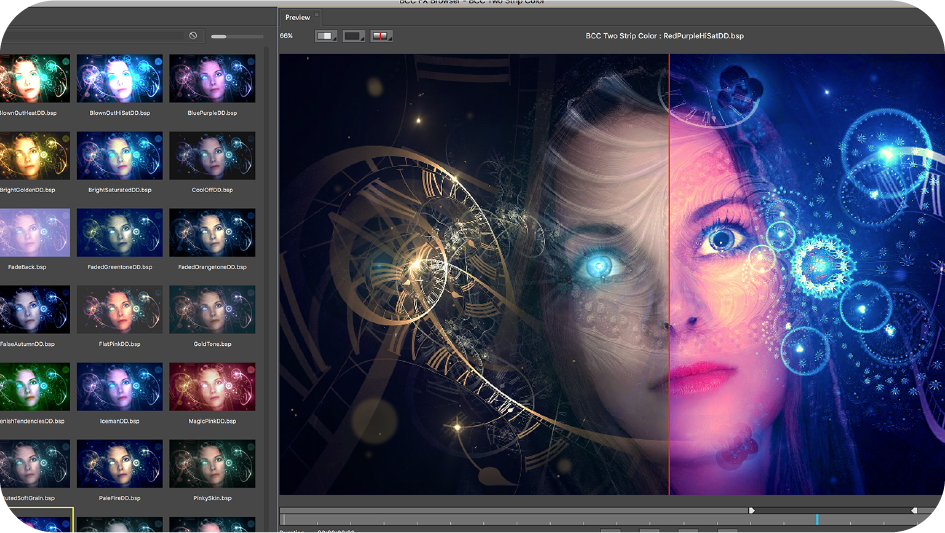 BCC FX Browser - BCC Two Strip Color
Preview
66%
BCC Two Strip Color : RedPurpleHiSatDD.bsp
BlownOutHeatDD.bsp BlownOutHiSatDD.bsp BluePurpleDD.bsp
BrightGoldenDD.bsp BrightSaturatedDD.bsp CoolOffDD.bsp
FadeBack.bsp FadedGreentoneDD.bsp FadedOrangetoneDD.bsp
FalseAutumnDD.bsp FlatPinkDD.bsp GoldTone.bsp
enishTendenciesDD.bsp IcemanDD.bsp MagicPinkDD.bsp
utedSoftGrain.bsp PaleFireDD.bsp PinkySkin.bsp